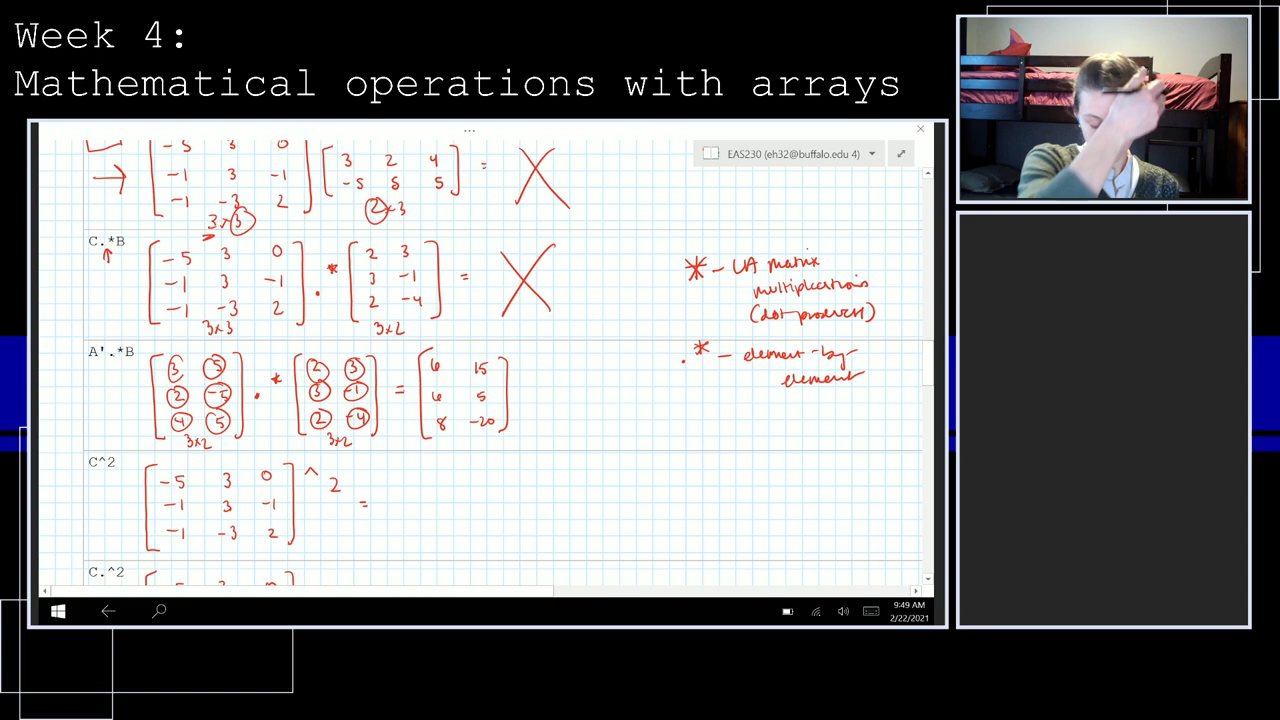 Week 4:
Mathematical operations with arrays
EAS230 (eh32@buffalo.edu 4)
-5 3 0
-1 3 -1
-1 -3 2
3×3
3 2 4
-5 5 5
2×3
=
C.*B
-5 3 0
-1 3 -1
-1 -3 2
3×3
.*
2 3
3 -1
2 -4
3×2
=
* - LA matrix
multiplications
(dot product)
.* - element-by-
element
A'.*B
3 5
2 -5
4 5
3×2
.*
2 3
3 -1
2 -4
3×2
=
6 15
6 5
8 -20
C^2
-5 3 0
-1 3 -1
-1 -3 2
^ 2
=
C.^2
9:49 AM
2/22/2021